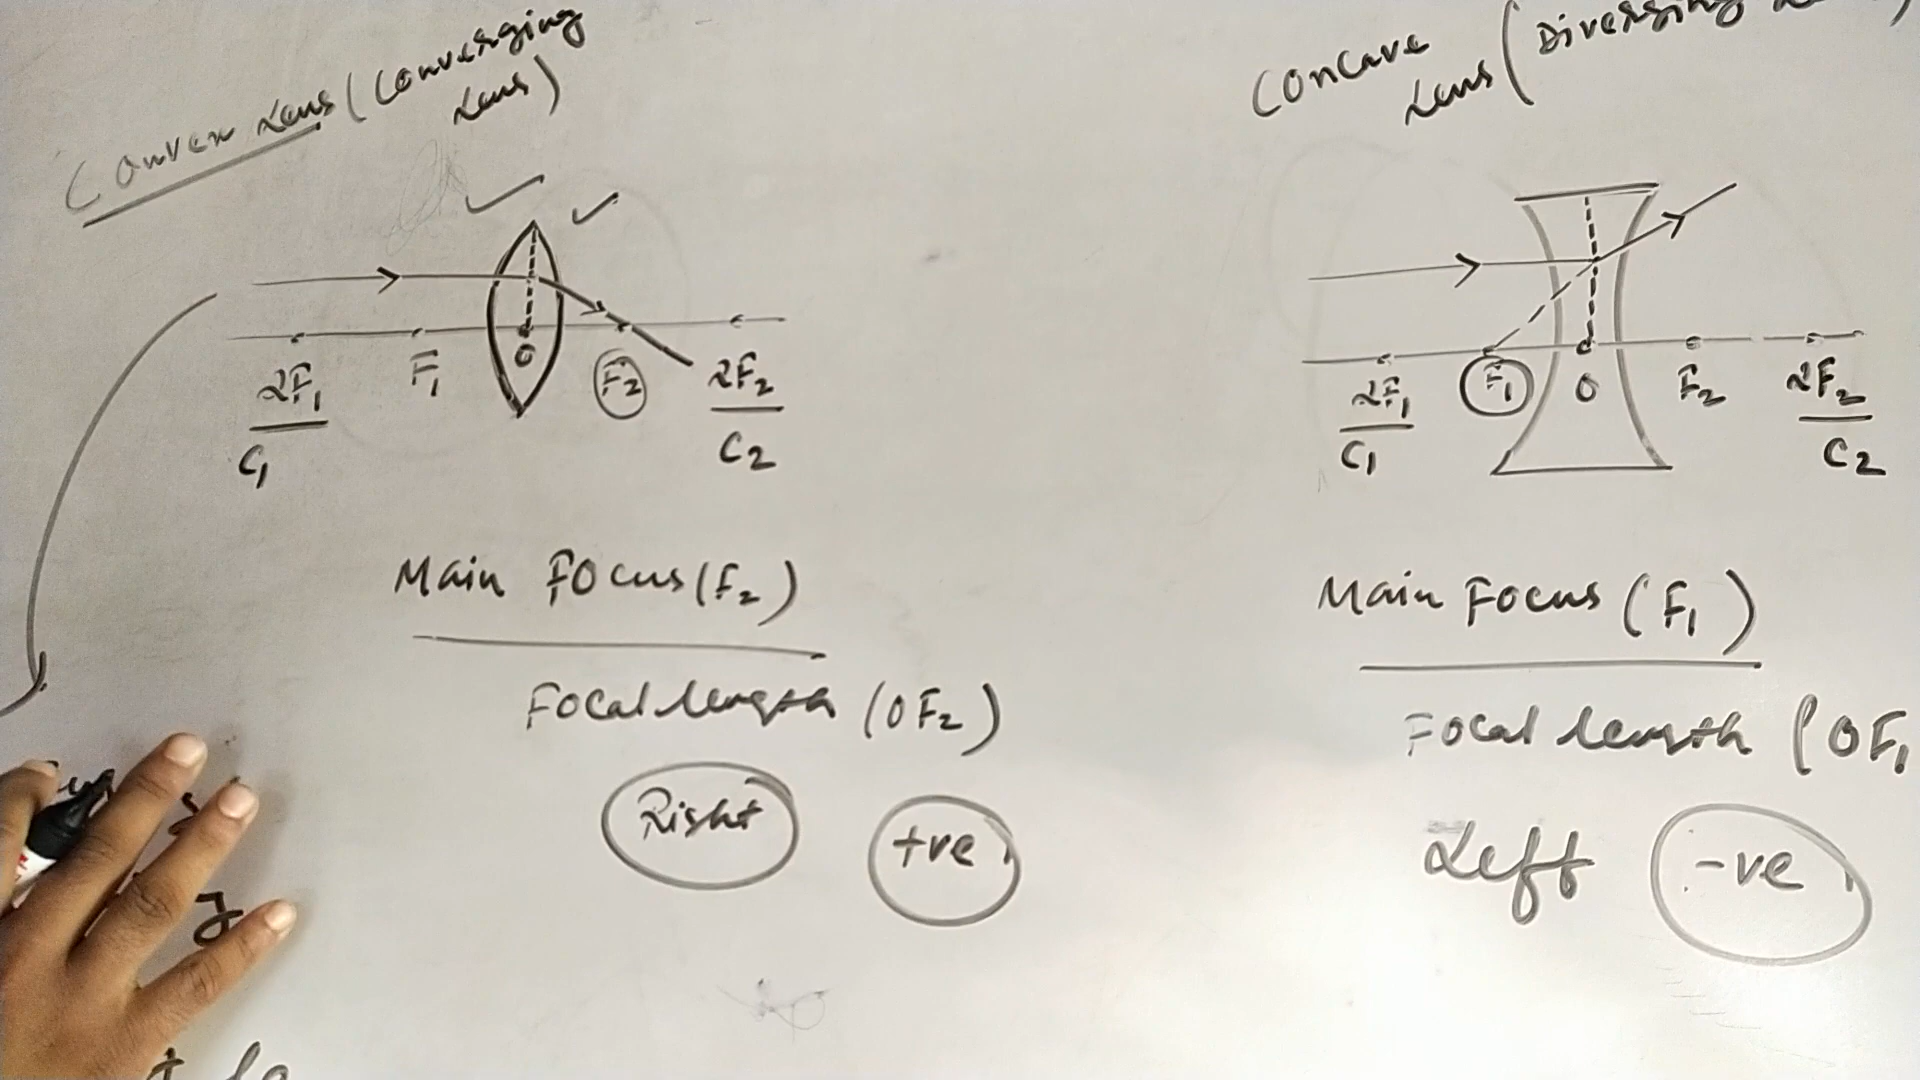 Convex Lens (Converging
Lens)
2F1
F1
O
F2
2F2
C1
C2
Main Focus (F2)
Focal length (OF2)
Right
+ve
Concave
Lens (Diverging
2F1
F1
O
F2
2F2
C1
C2
Main Focus (F1)
Focal length (OF1
Left
-ve